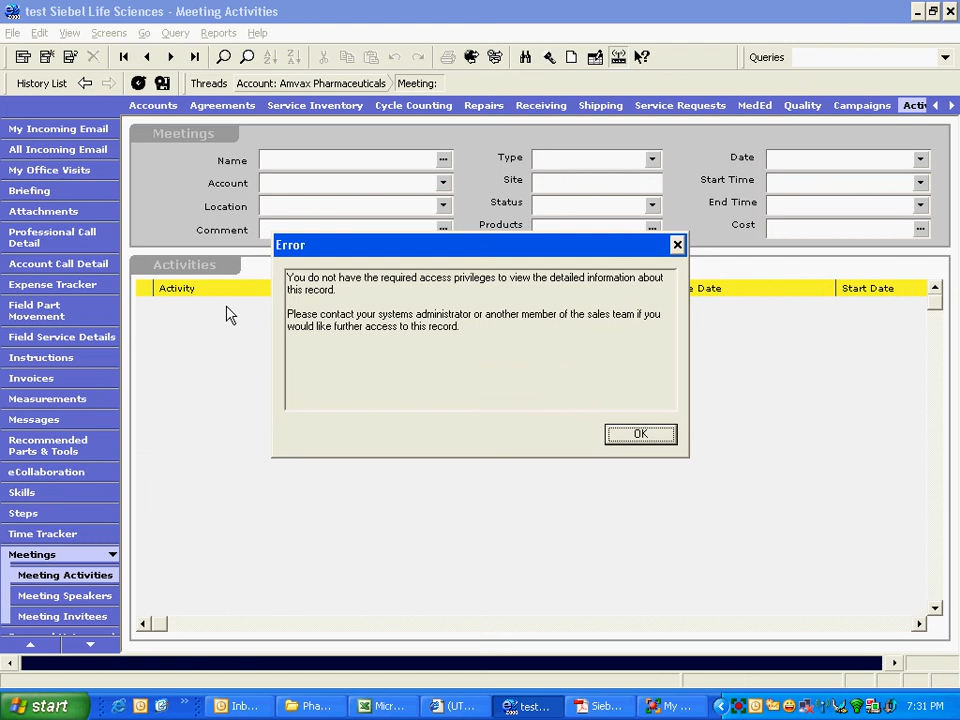 test Siebel Life Sciences - Meeting Activities
File Edit View Screens Go Query Reports Help
Queries
History List Threads Account: Amvax Pharmaceuticals Meeting:
Accounts Agreements Service Inventory Cycle Counting Repairs Receiving Shipping Service Requests MedEd Quality Campaigns Activ
My Incoming Email
All Incoming Email
My Office Visits
Briefing
Attachments
Professional Call
Detail
Account Call Detail
Expense Tracker
Field Part
Movement
Field Service Details
Instructions
Invoices
Measurements
Messages
Recommended
Parts & Tools
eCollaboration
Skills
Steps
Time Tracker
Meetings
Meeting Activities
Meeting Speakers
Meeting Invitees
Meetings
Name Type Date
Account Site Start Time
Location Status End Time
Comment Products Cost
Activities
Activity e Date Start Date
Error
You do not have the required access privileges to view the detailed information about
this record.
Please contact your systems administrator or another member of the sales team if you
would like further access to this record.
OK
start Inb... Pha... Micr... (UT... test... Sieb... My ... 7:31 PM